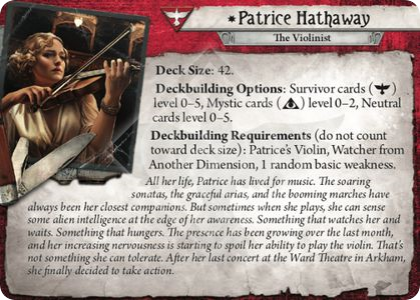 *Patrice Hathaway
The Violinist
Deck Size: 42.
Deckbuilding Options: Survivor cards ( )
level 0–5, Mystic cards ( ) level 0–2, Neutral
cards level 0–5.
Deckbuilding Requirements (do not count
toward deck size): Patrice's Violin, Watcher from
Another Dimension, 1 random basic weakness.
All her life, Patrice has lived for music. The soaring
sonatas, the graceful arias, and the booming marches have
always been her closest companions. But sometimes when she plays, she can sense
some alien intelligence at the edge of her awareness. Something that watches her and
waits. Something that hungers. The presence has been growing over the last month,
and her increasing nervousness is starting to spoil her ability to play the violin. That's
not something she can tolerate. After her last concert at the Ward Theatre in Arkham,
she finally decided to take action.